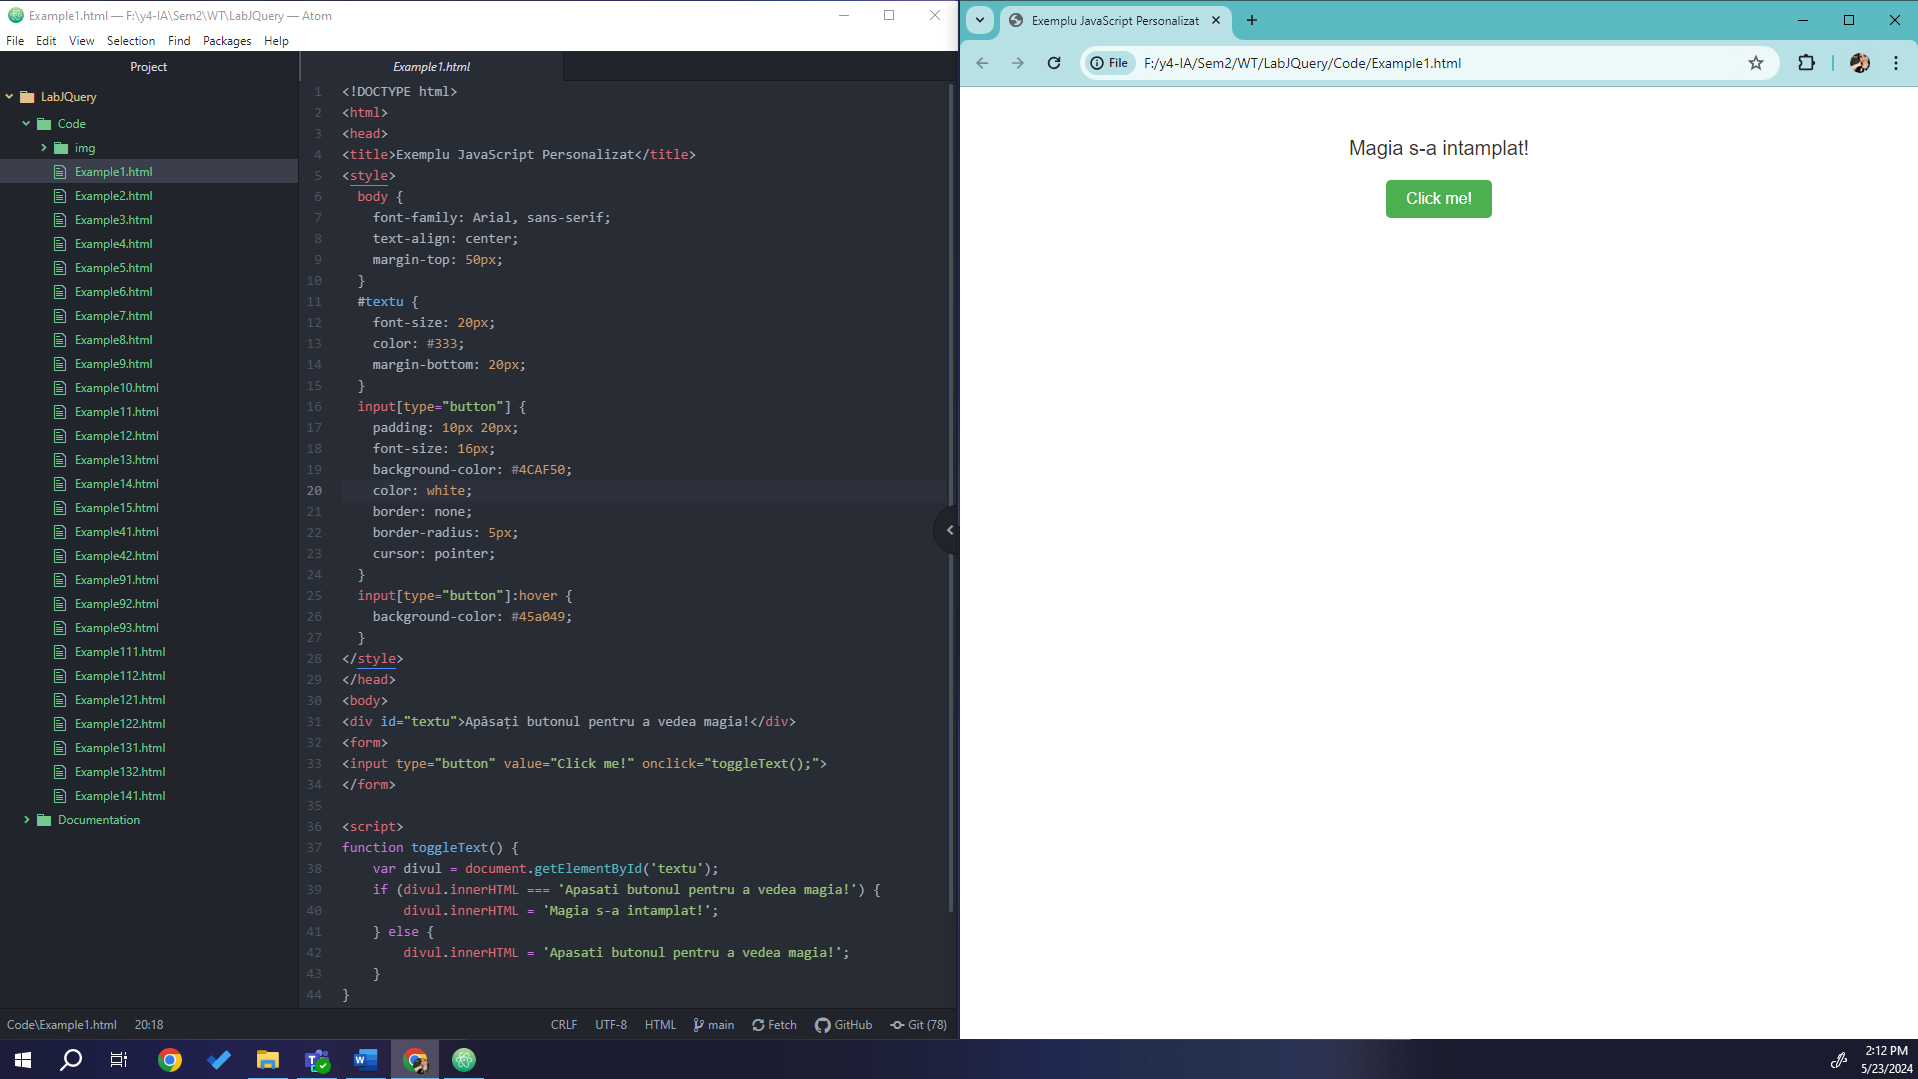 Example1.html — F:\y4-IA\Sem2\WT\LabJQuery — Atom
File Edit View Selection Find Packages Help
Project
LabJQuery
Code
img
Example1.html
Example2.html
Example3.html
Example4.html
Example5.html
Example6.html
Example7.html
Example8.html
Example9.html
Example10.html
Example11.html
Example12.html
Example13.html
Example14.html
Example15.html
Example41.html
Example42.html
Example91.html
Example92.html
Example93.html
Example111.html
Example112.html
Example121.html
Example122.html
Example131.html
Example132.html
Example141.html
Documentation
Example1.html
1 <!DOCTYPE html>
2 <html>
3 <head>
4 <title>Exemplu JavaScript Personalizat</title>
5 <style>
6 body {
7 font-family: Arial, sans-serif;
8 text-align: center;
9 margin-top: 50px;
10 }
11 #textu {
12 font-size: 20px;
13 color: #333;
14 margin-bottom: 20px;
15 }
16 input[type="button"] {
17 padding: 10px 20px;
18 font-size: 16px;
19 background-color: #4CAF50;
20 color: white;
21 border: none;
22 border-radius: 5px;
23 cursor: pointer;
24 }
25 input[type="button"]:hover {
26 background-color: #45a049;
27 }
28 </style>
29 </head>
30 <body>
31 <div id="textu">Apăsați butonul pentru a vedea magia!</div>
32 <form>
33 <input type="button" value="Click me!" onclick="toggleText();">
34 </form>
35
36 <script>
37 function toggleText() {
38 var divul = document.getElementById('textu');
39 if (divul.innerHTML === 'Apasati butonul pentru a vedea magia!') {
40 divul.innerHTML = 'Magia s-a intamplat!';
41 } else {
42 divul.innerHTML = 'Apasati butonul pentru a vedea magia!';
43 }
44 }
Code\Example1.html 20:18 CRLF UTF-8 HTML main Fetch GitHub Git (78)
Exemplu JavaScript Personalizat
File F:/y4-IA/Sem2/WT/LabJQuery/Code/Example1.html
Magia s-a intamplat!
Click me!
2:12 PM
5/23/2024